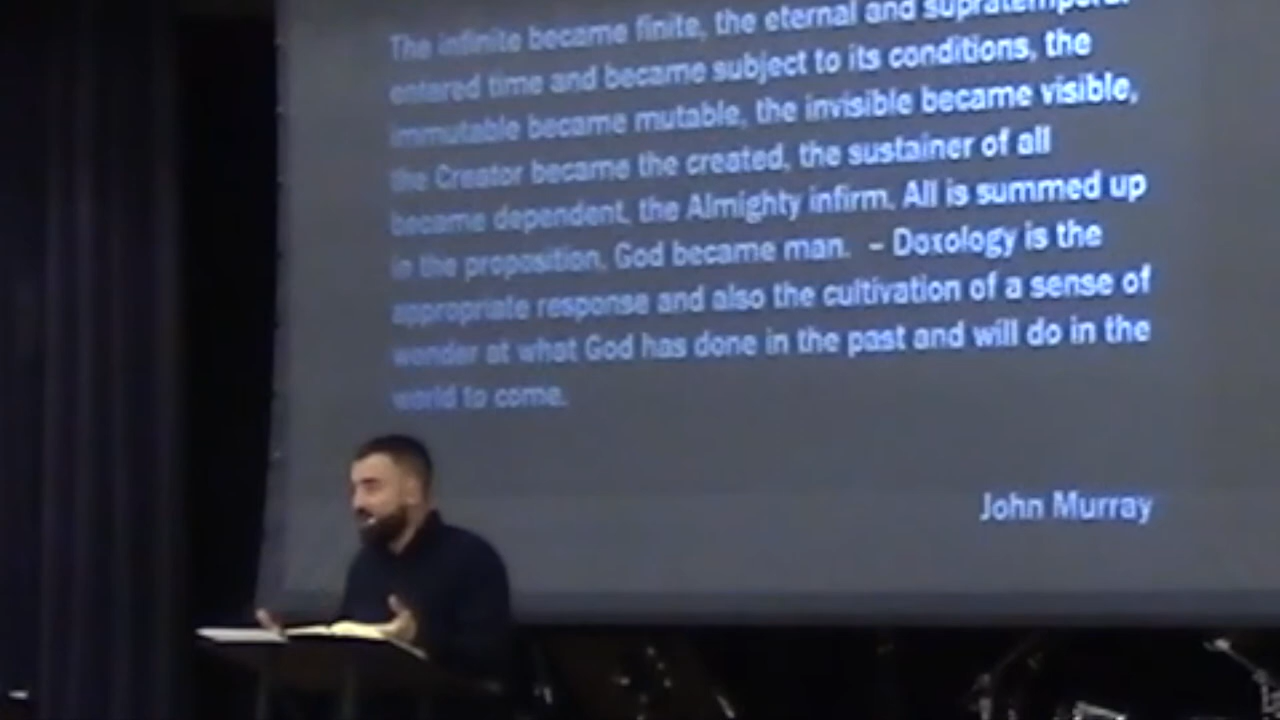 The infinite became finite, the eternal and supratemporal
entered time and became subject to its conditions, the
immutable became mutable, the invisible became visible,
the Creator became the created, the sustainer of all
became dependent, the Almighty infirm. All is summed up
in the proposition, God became man. – Doxology is the
appropriate response and also the cultivation of a sense of
wonder at what God has done in the past and will do in the
world to come.
John Murray